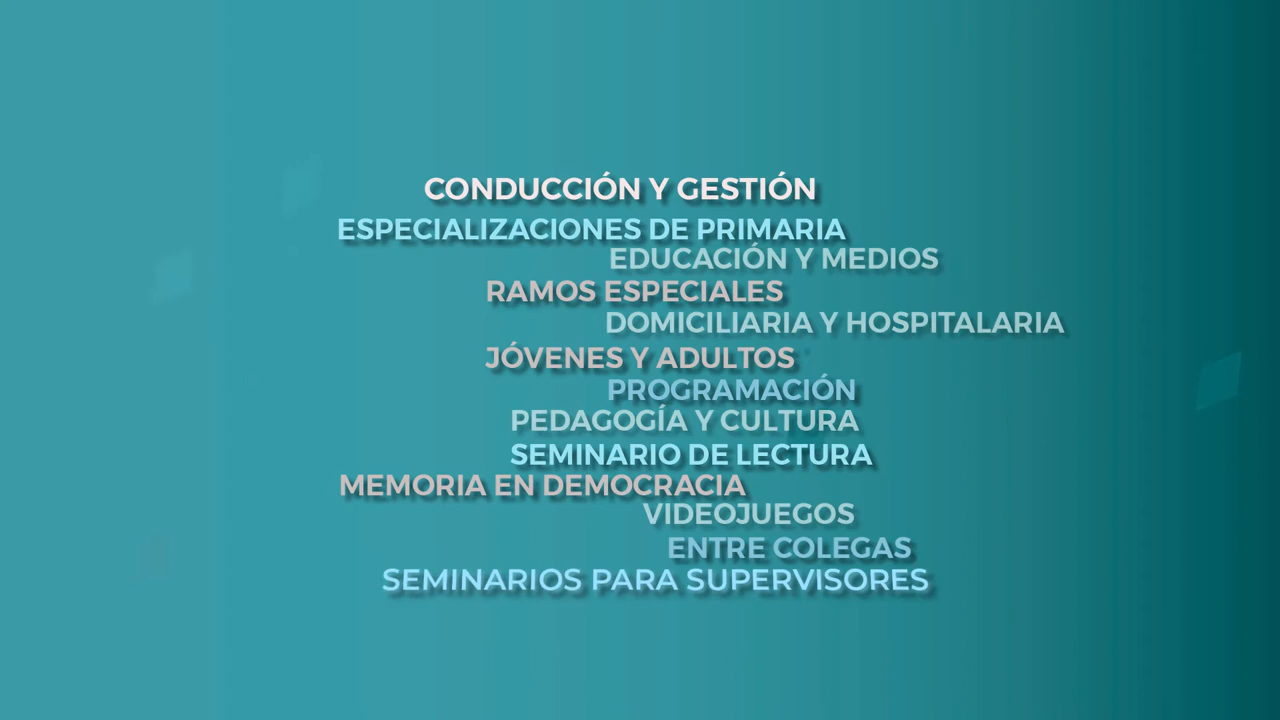 CONDUCCIÓN Y GESTIÓN
ESPECIALIZACIONES DE PRIMARIA
EDUCACIÓN Y MEDIOS
RAMOS ESPECIALES
DOMICILIARIA Y HOSPITALARIA
JÓVENES Y ADULTOS
PROGRAMACIÓN
PEDAGOGÍA Y CULTURA
SEMINARIO DE LECTURA
MEMORIA EN DEMOCRACIA
VIDEOJUEGOS
ENTRE COLEGAS
SEMINARIOS PARA SUPERVISORES